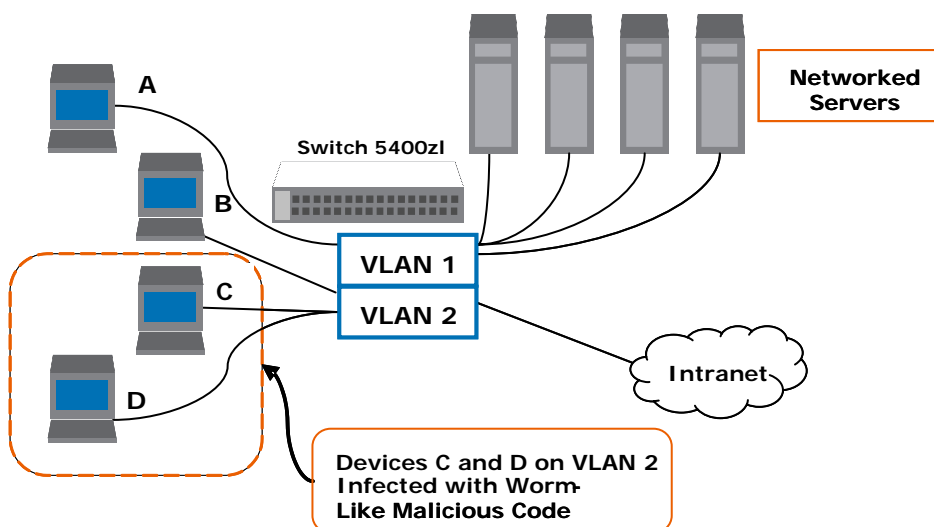 A
Networked
Servers
Switch 5400zl
B
VLAN 1
C
VLAN 2
Intranet
D
Devices C and D on VLAN 2
Infected with Worm-
Like Malicious Code